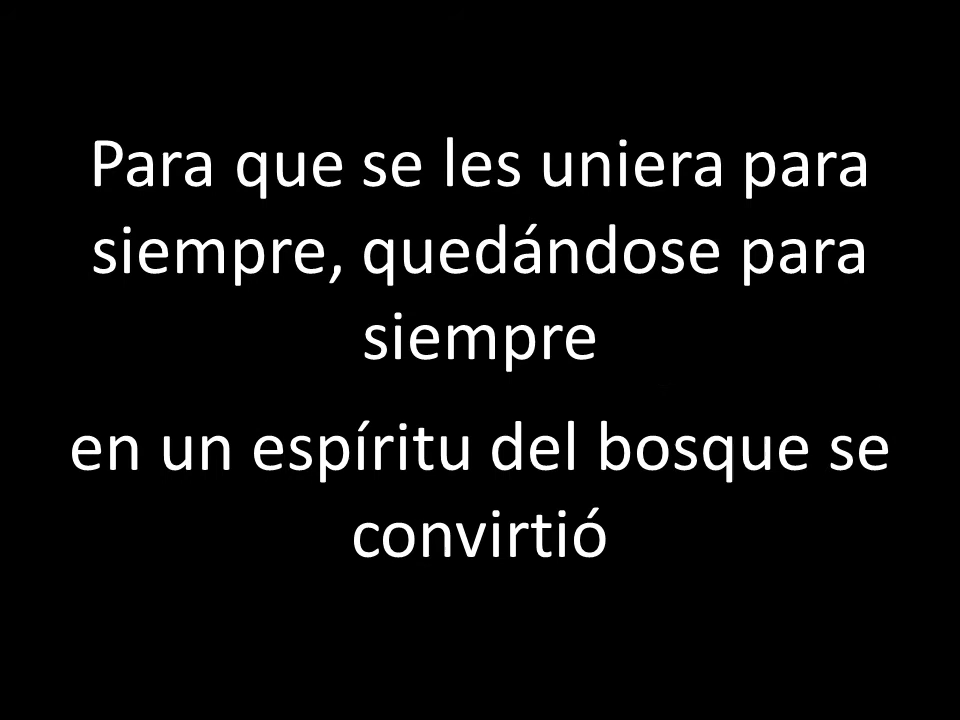 Para que se les uniera para
siempre, quedándose para
siempre
en un espíritu del bosque se
convirtió